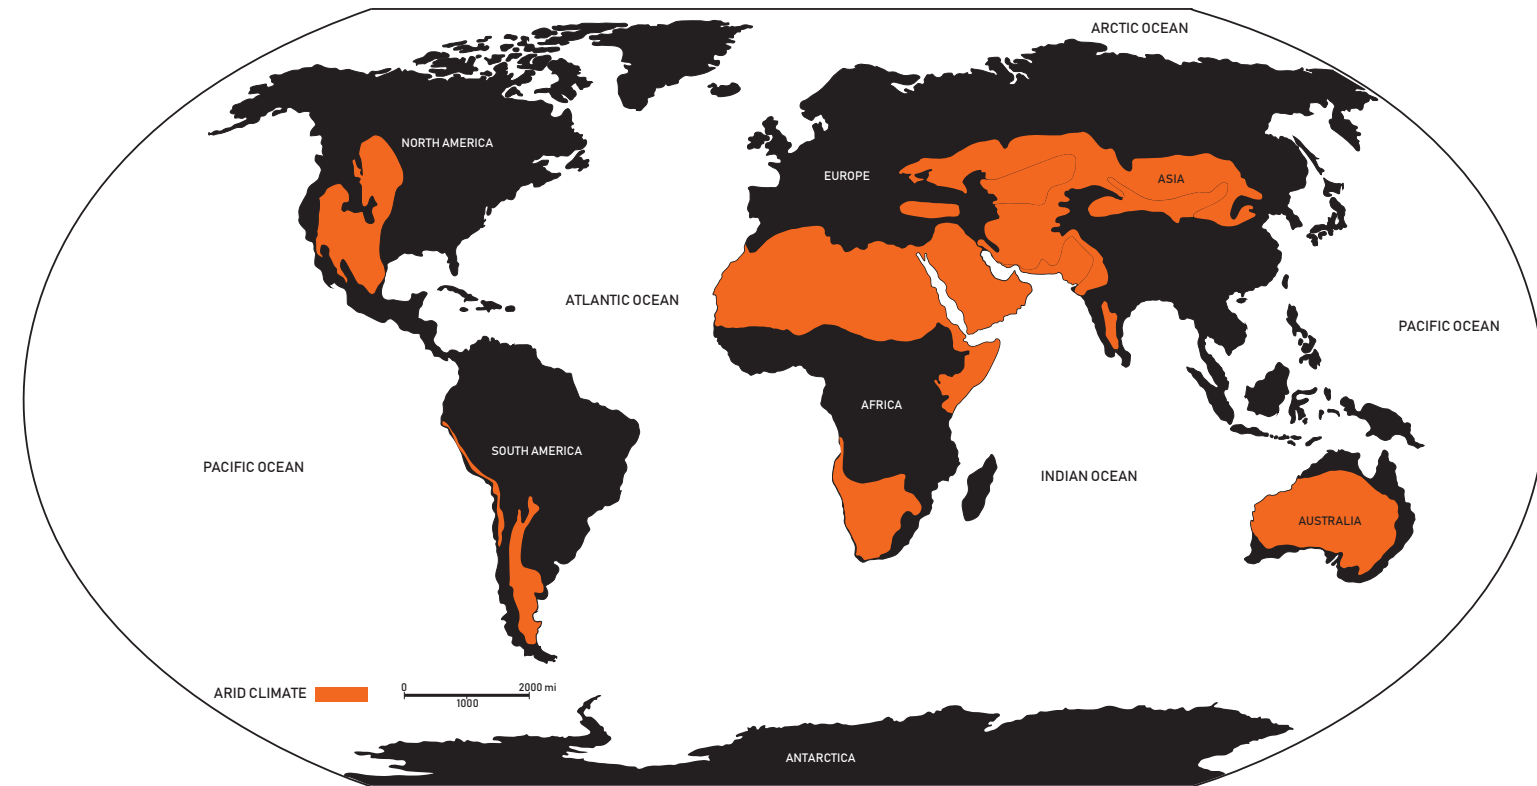 ARCTIC OCEAN
NORTH AMERICA
EUROPE
ASIA
ATLANTIC OCEAN
PACIFIC OCEAN
AFRICA
SOUTH AMERICA
PACIFIC OCEAN
INDIAN OCEAN
AUSTRALIA
ARID CLIMATE
0
2000 mi
1000
ANTARCTICA